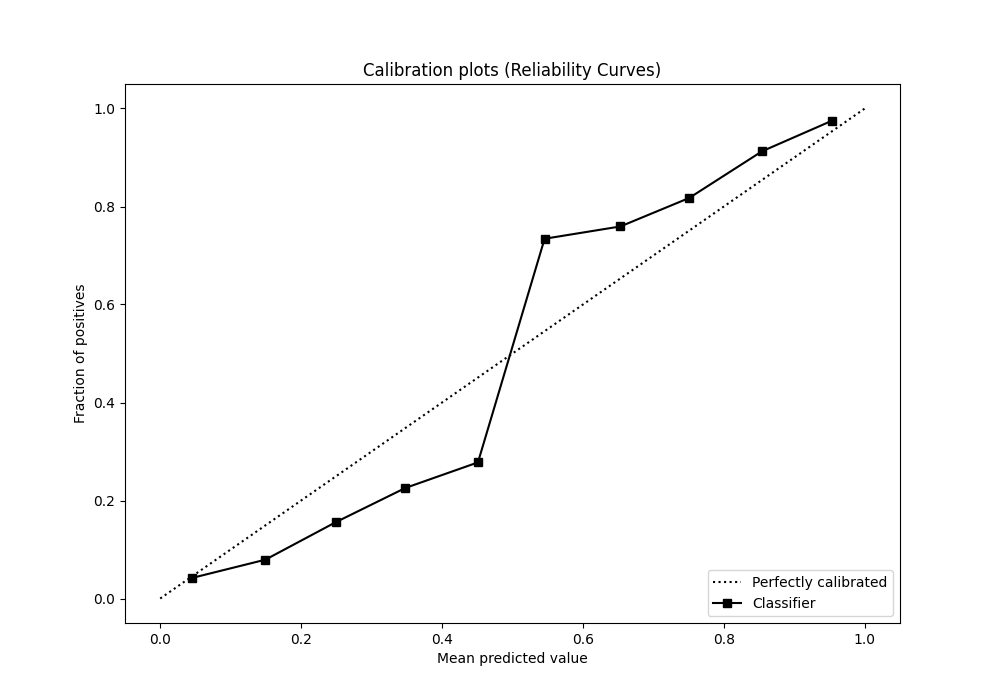 Calibration plots (Reliability Curves)
1.0
0.8
0.6
0.4
0.2
0.0
Fraction of positives
0.0 0.2 0.4 0.6 0.8 1.0
Mean predicted value
Perfectly calibrated
Classifier